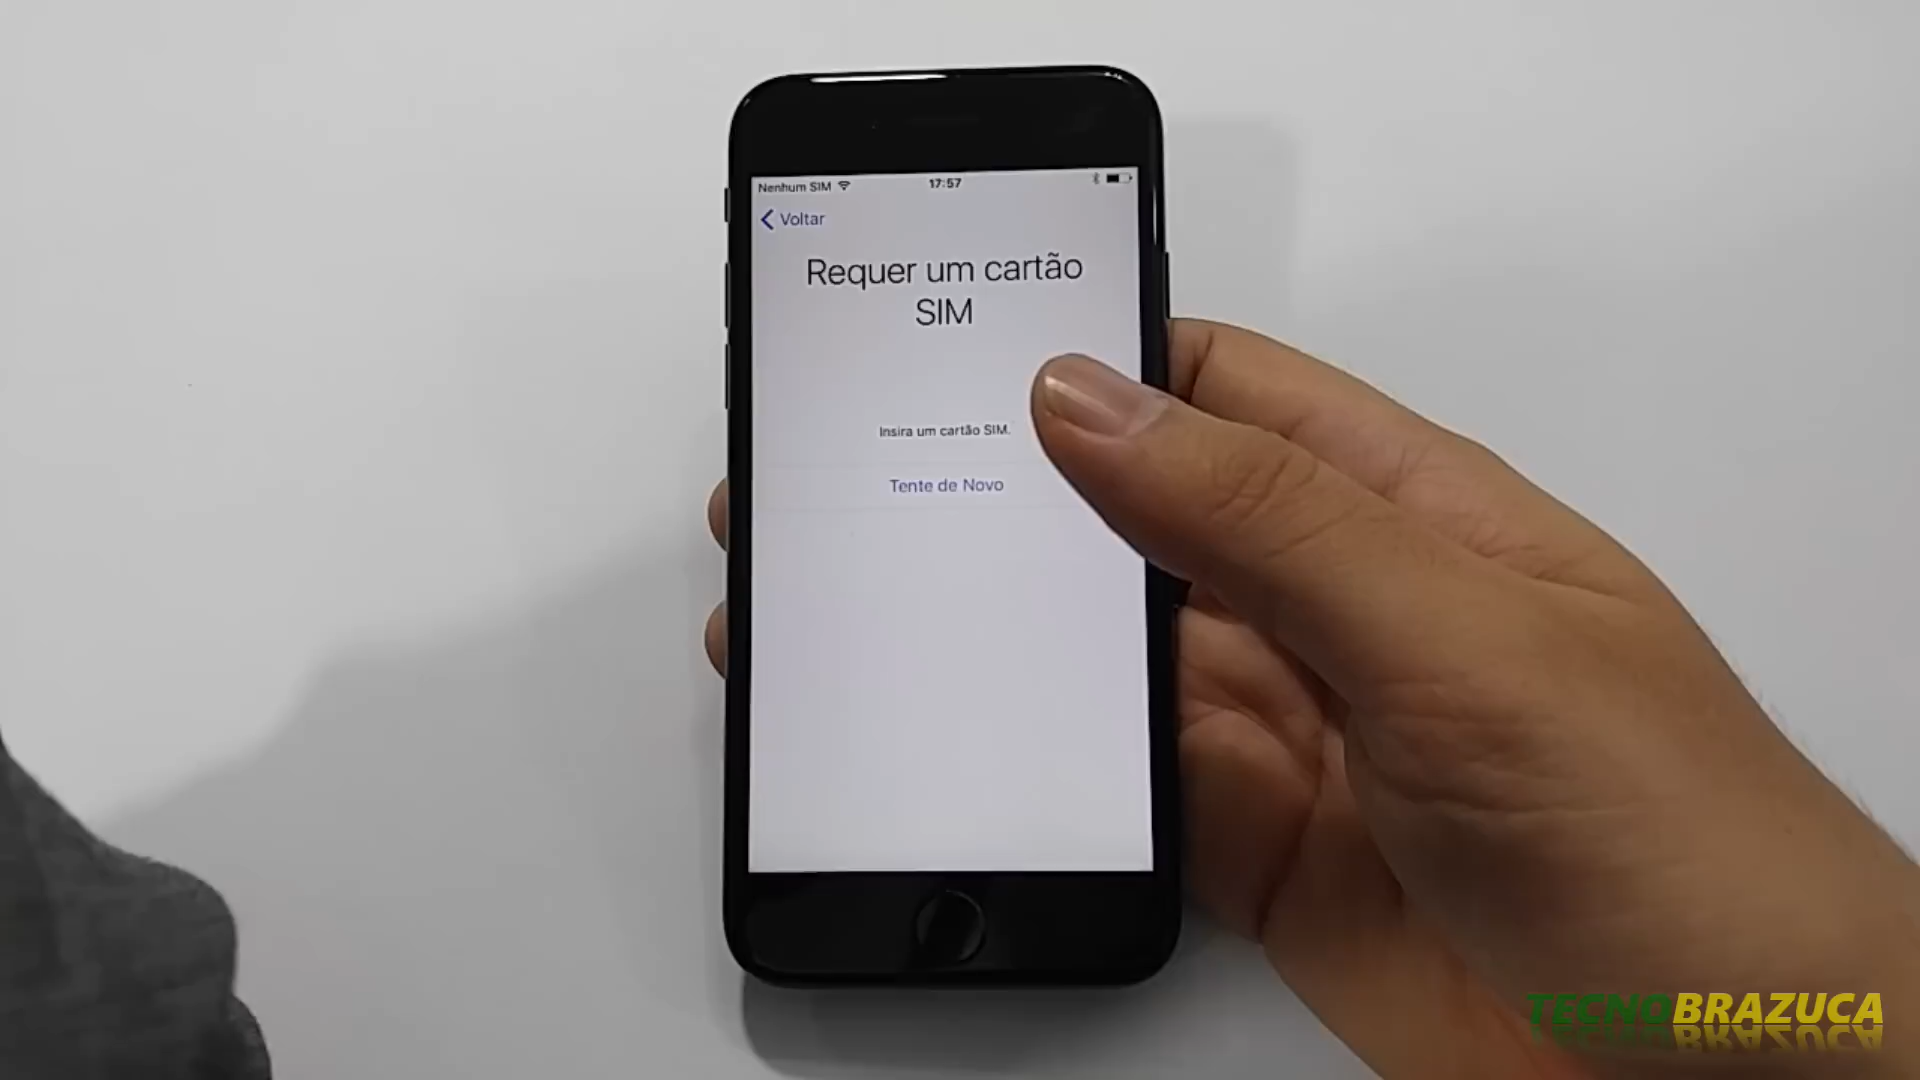 Nenhum SIM
17:57
Voltar
Requer um cartão
SIM
Insira um cartão SIM.
Tente de Novo
TECNOBRAZUCA